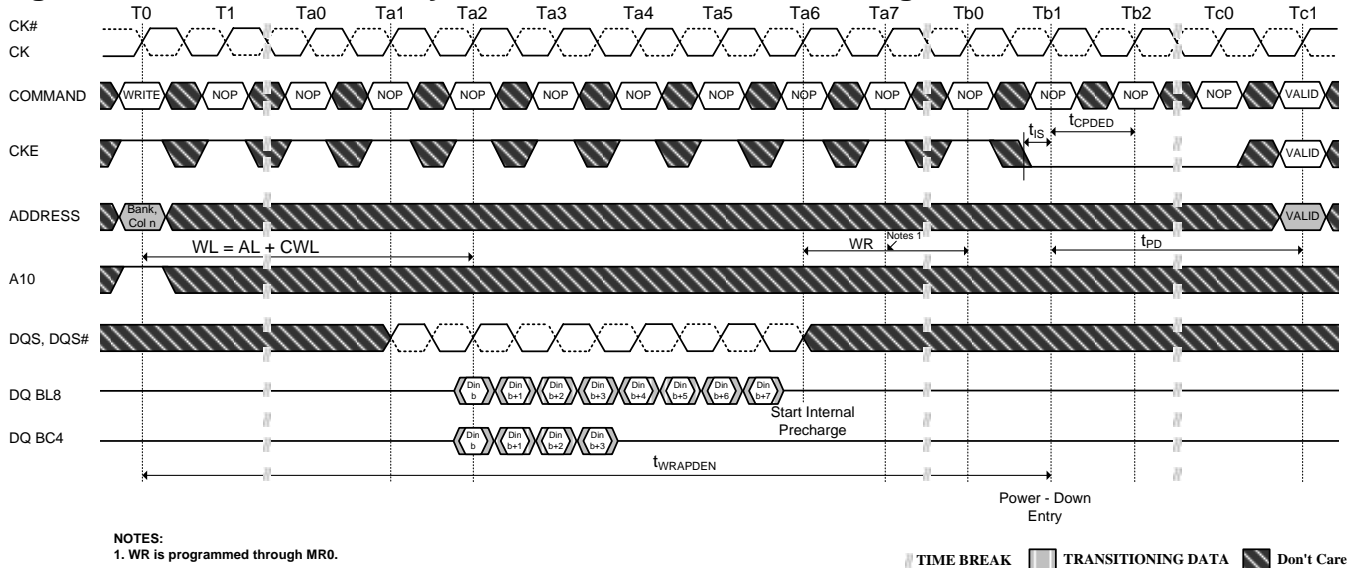 T0 T1 Ta0 Ta1 Ta2 Ta3 Ta4 Ta5 Ta6 Ta7 Tb0 Tb1 Tb2 Tc0 Tc1
CK#
CK
COMMAND WRITE NOP NOP NOP NOP NOP NOP NOP NOP NOP NOP NOP NOP NOP VALID
tIS tCPDED
CKE VALID
ADDRESS Bank, Col n VALID
WL = AL + CWL WR Notes 1 tPD
A10
DQS, DQS#
DQ BL8 Din b Din b+1 Din b+2 Din b+3 Din b+4 Din b+5 Din b+6 Din b+7
Start Internal
Precharge
DQ BC4 Din b Din b+1 Din b+2 Din b+3
tWRAPDEN
Power - Down
Entry
NOTES:
1. WR is programmed through MR0.
TIME BREAK TRANSITIONING DATA Don't Care